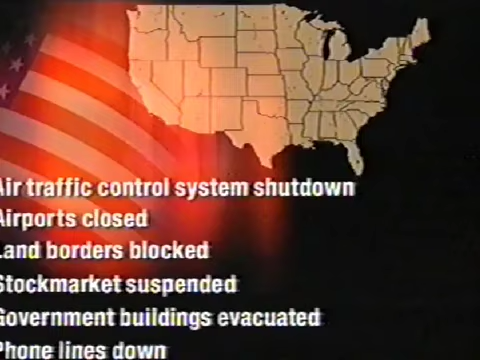 Air traffic control system shutdown
Airports closed
Land borders blocked
Stockmarket suspended
Government buildings evacuated
Phone lines down